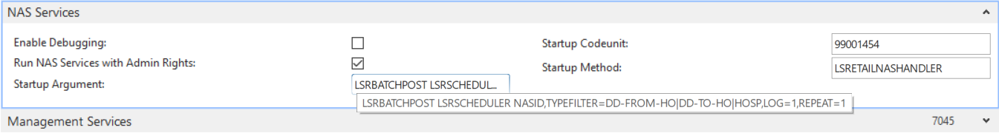 NAS Services
Enable Debugging:
Run NAS Services with Admin Rights:
Startup Argument:
LSRBATCHPOST LSRSCHEDUL...
Startup Codeunit:
99001454
Startup Method:
LSRETAILNASHANDLER
LSRBATCHPOST LSRSCHEDULER NASID,TYPEFILTER=DD-FROM-HO|DD-TO-HO|HOSP,LOG=1,REPEAT=1
Management Services
7045